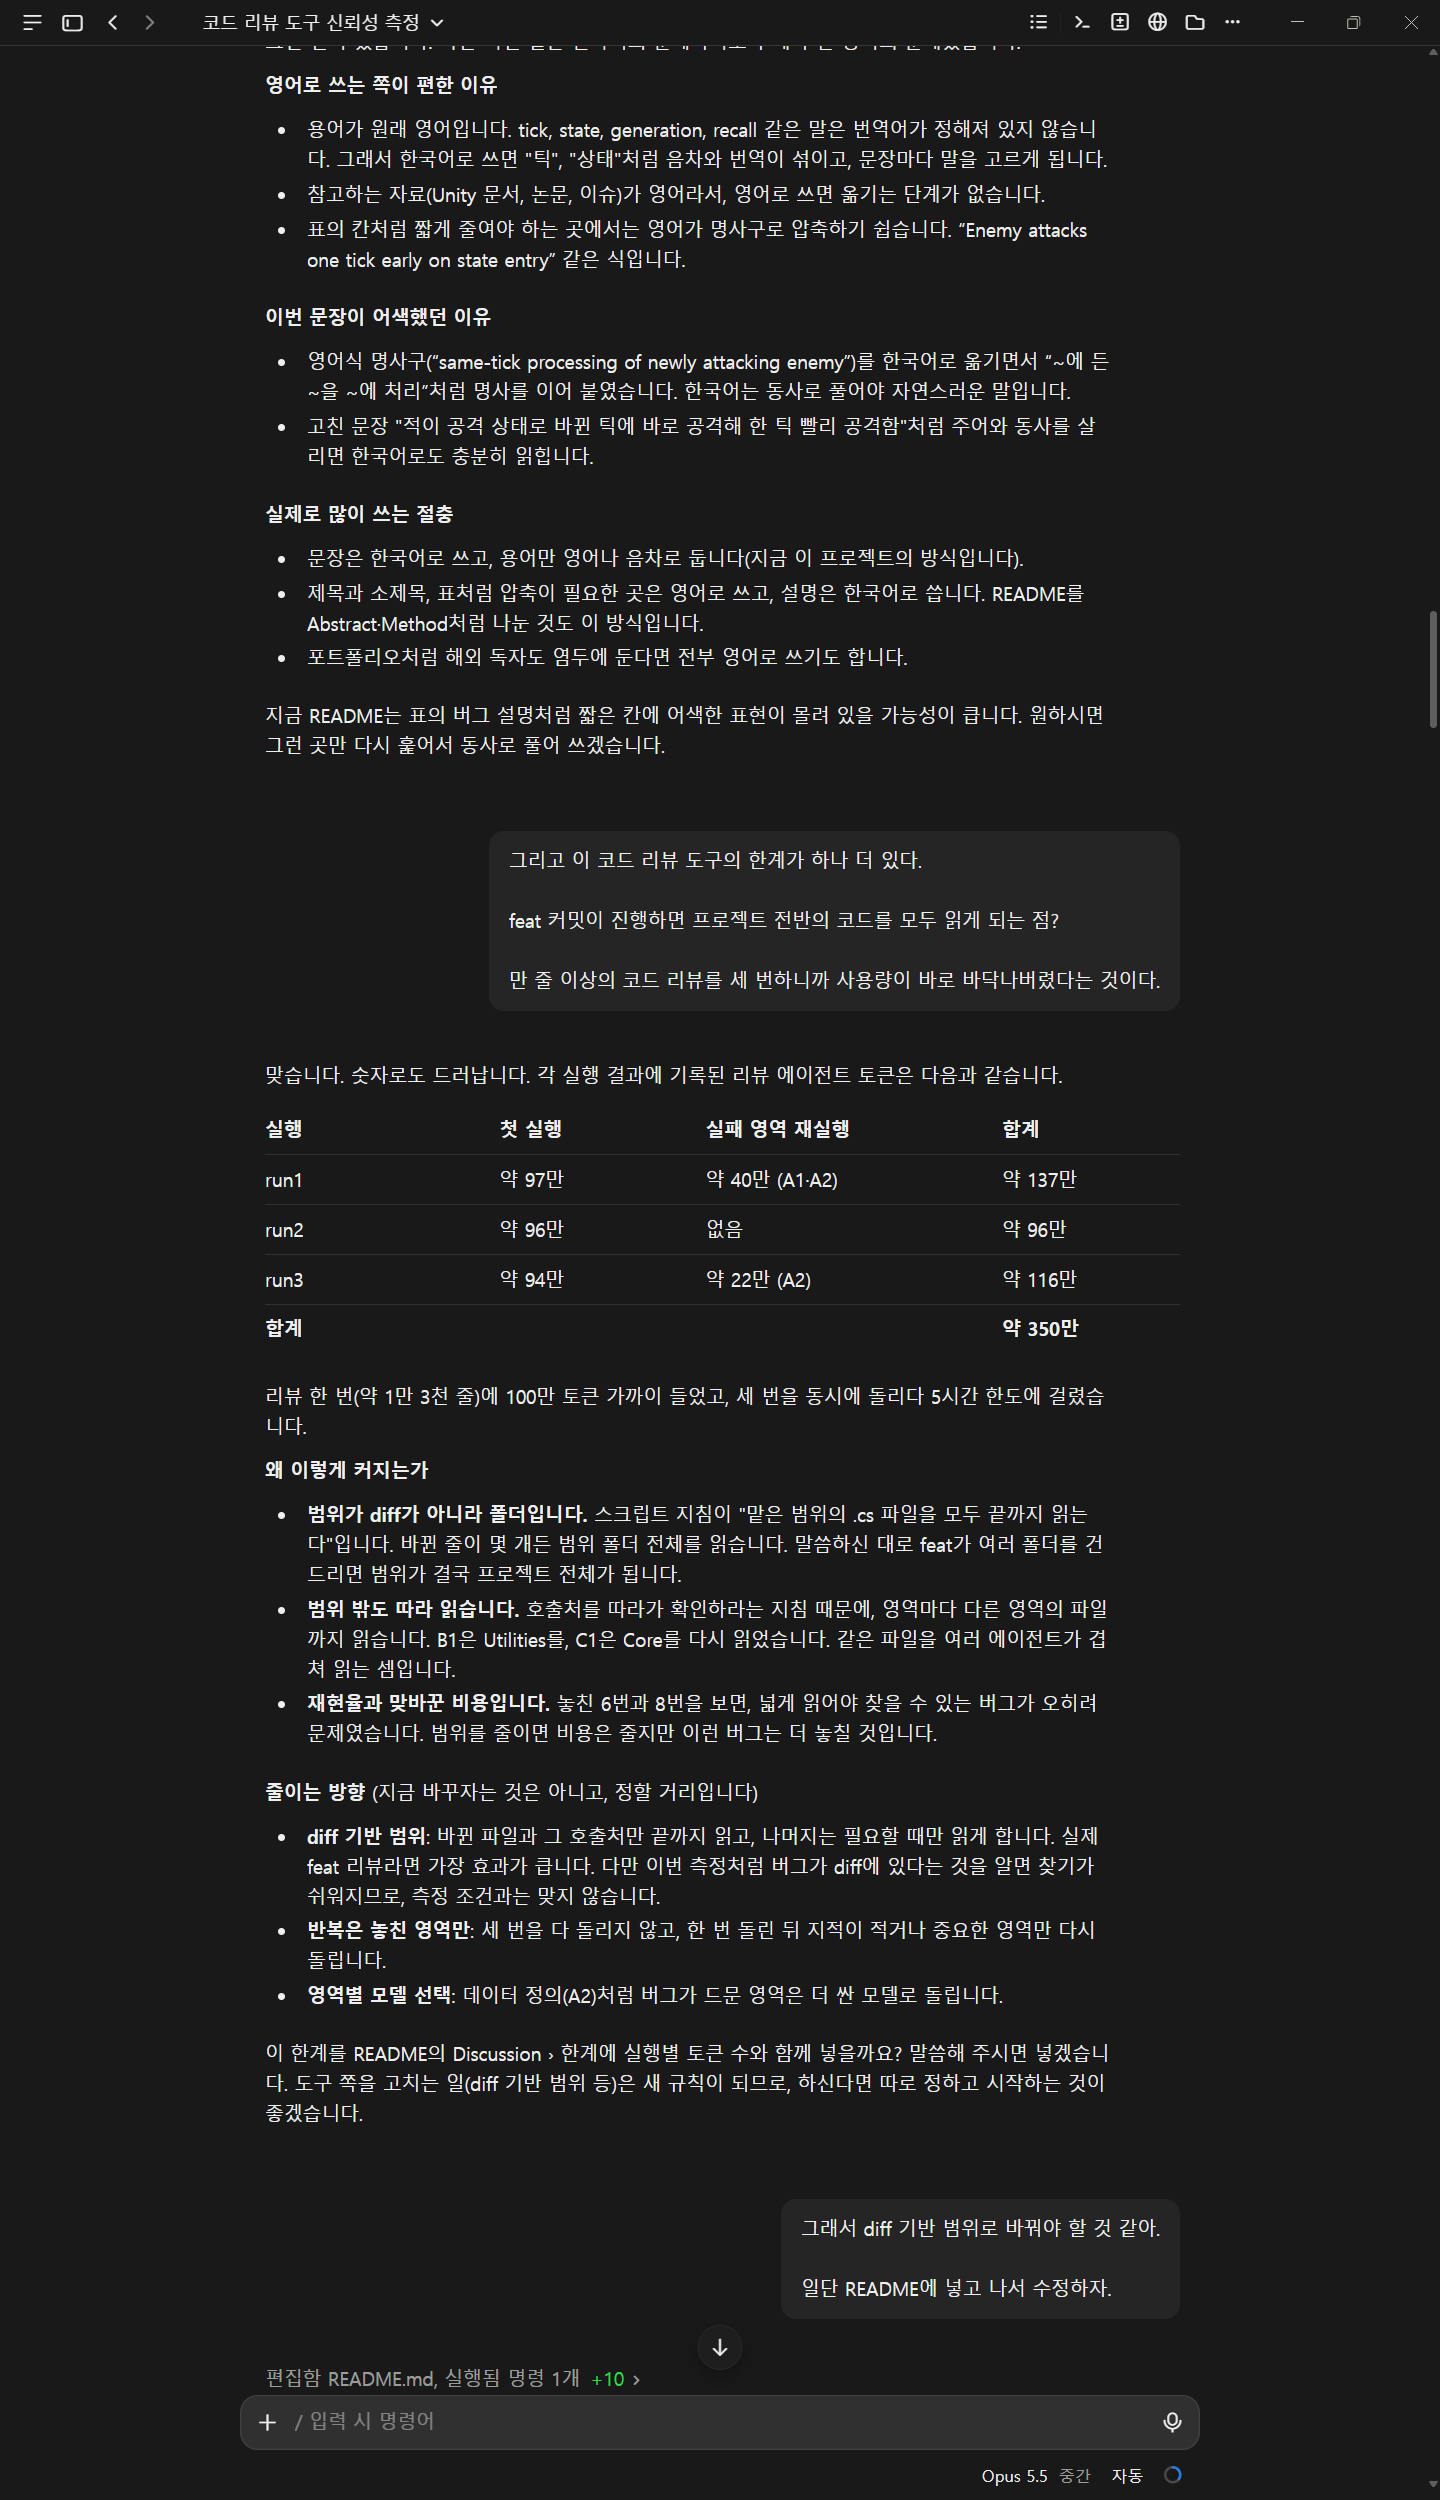 코드 리뷰 도구 신뢰성 측정
영어로 쓰는 쪽이 편한 이유
용어가 원래 영어입니다. tick, state, generation, recall 같은 말은 번역어가 정해져 있지 않습니
다. 그래서 한국어로 쓰면 "틱", "상태"처럼 음차와 번역이 섞이고, 문장마다 말을 고르게 됩니다.
참고하는 자료(Unity 문서, 논문, 이슈)가 영어라서, 영어로 쓰면 옮기는 단계가 없습니다.
표의 칸처럼 짧게 줄여야 하는 곳에서는 영어가 명사구로 압축하기 쉽습니다. “Enemy attacks
one tick early on state entry” 같은 식입니다.
이번 문장이 어색했던 이유
영어식 명사구(“same-tick processing of newly attacking enemy”)를 한국어로 옮기면서 “~에 든
~을 ~에 처리”처럼 명사를 이어 붙였습니다. 한국어는 동사로 풀어야 자연스러운 말입니다.
고친 문장 "적이 공격 상태로 바뀐 틱에 바로 공격해 한 틱 빨리 공격함"처럼 주어와 동사를 살
리면 한국어로도 충분히 읽힙니다.
실제로 많이 쓰는 절충
문장은 한국어로 쓰고, 용어만 영어나 음차로 둡니다(지금 이 프로젝트의 방식입니다).
제목과 소제목, 표처럼 압축이 필요한 곳은 영어로 쓰고, 설명은 한국어로 씁니다. README를
Abstract·Method처럼 나눈 것도 이 방식입니다.
포트폴리오처럼 해외 독자도 염두에 둔다면 전부 영어로 쓰기도 합니다.
지금 README는 표의 버그 설명처럼 짧은 칸에 어색한 표현이 몰려 있을 가능성이 큽니다. 원하시면
그런 곳만 다시 훑어서 동사로 풀어 쓰겠습니다.
그리고 이 코드 리뷰 도구의 한계가 하나 더 있다.
feat 커밋이 진행하면 프로젝트 전반의 코드를 모두 읽게 되는 점?
만 줄 이상의 코드 리뷰를 세 번하니까 사용량이 바로 바닥나버렸다는 것이다.
맞습니다. 숫자로도 드러납니다. 각 실행 결과에 기록된 리뷰 에이전트 토큰은 다음과 같습니다.
실행 첫 실행 실패 영역 재실행 합계
run1 약 97만 약 40만 (A1·A2) 약 137만
run2 약 96만 없음 약 96만
run3 약 94만 약 22만 (A2) 약 116만
합계 약 350만
리뷰 한 번(약 1만 3천 줄)에 100만 토큰 가까이 들었고, 세 번을 동시에 돌리다 5시간 한도에 걸렸습
니다.
왜 이렇게 커지는가
범위가 diff가 아니라 폴더입니다. 스크립트 지침이 "맡은 범위의 .cs 파일을 모두 끝까지 읽는
다"입니다. 바뀐 줄이 몇 개든 범위 폴더 전체를 읽습니다. 말씀하신 대로 feat가 여러 폴더를 건
드리면 범위가 결국 프로젝트 전체가 됩니다.
범위 밖도 따라 읽습니다. 호출처를 따라가 확인하라는 지침 때문에, 영역마다 다른 영역의 파일
까지 읽습니다. B1은 Utilities를, C1은 Core를 다시 읽었습니다. 같은 파일을 여러 에이전트가 겹
쳐 읽는 셈입니다.
재현율과 맞바꾼 비용입니다. 놓친 6번과 8번을 보면, 넓게 읽어야 찾을 수 있는 버그가 오히려
문제였습니다. 범위를 줄이면 비용은 줄지만 이런 버그는 더 놓칠 것입니다.
줄이는 방향 (지금 바꾸자는 것은 아니고, 정할 거리입니다)
diff 기반 범위: 바뀐 파일과 그 호출처만 끝까지 읽고, 나머지는 필요할 때만 읽게 합니다. 실제
feat 리뷰라면 가장 효과가 큽니다. 다만 이번 측정처럼 버그가 diff에 있다는 것을 알면 찾기가
쉬워지므로, 측정 조건과는 맞지 않습니다.
반복은 놓친 영역만: 세 번을 다 돌리지 않고, 한 번 돌린 뒤 지적이 적거나 중요한 영역만 다시
돌립니다.
영역별 모델 선택: 데이터 정의(A2)처럼 버그가 드문 영역은 더 싼 모델로 돌립니다.
이 한계를 README의 Discussion › 한계에 실행별 토큰 수와 함께 넣을까요? 말씀해 주시면 넣겠습니
다. 도구 쪽을 고치는 일(diff 기반 범위 등)은 새 규칙이 되므로, 하신다면 따로 정하고 시작하는 것이
좋겠습니다.
그래서 diff 기반 범위로 바꿔야 할 것 같아.
일단 README에 넣고 나서 수정하자.
편집함 README.md, 실행됨 명령 1개 +10 ›
/ 입력 시 명령어
Opus 5.5 중간 자동